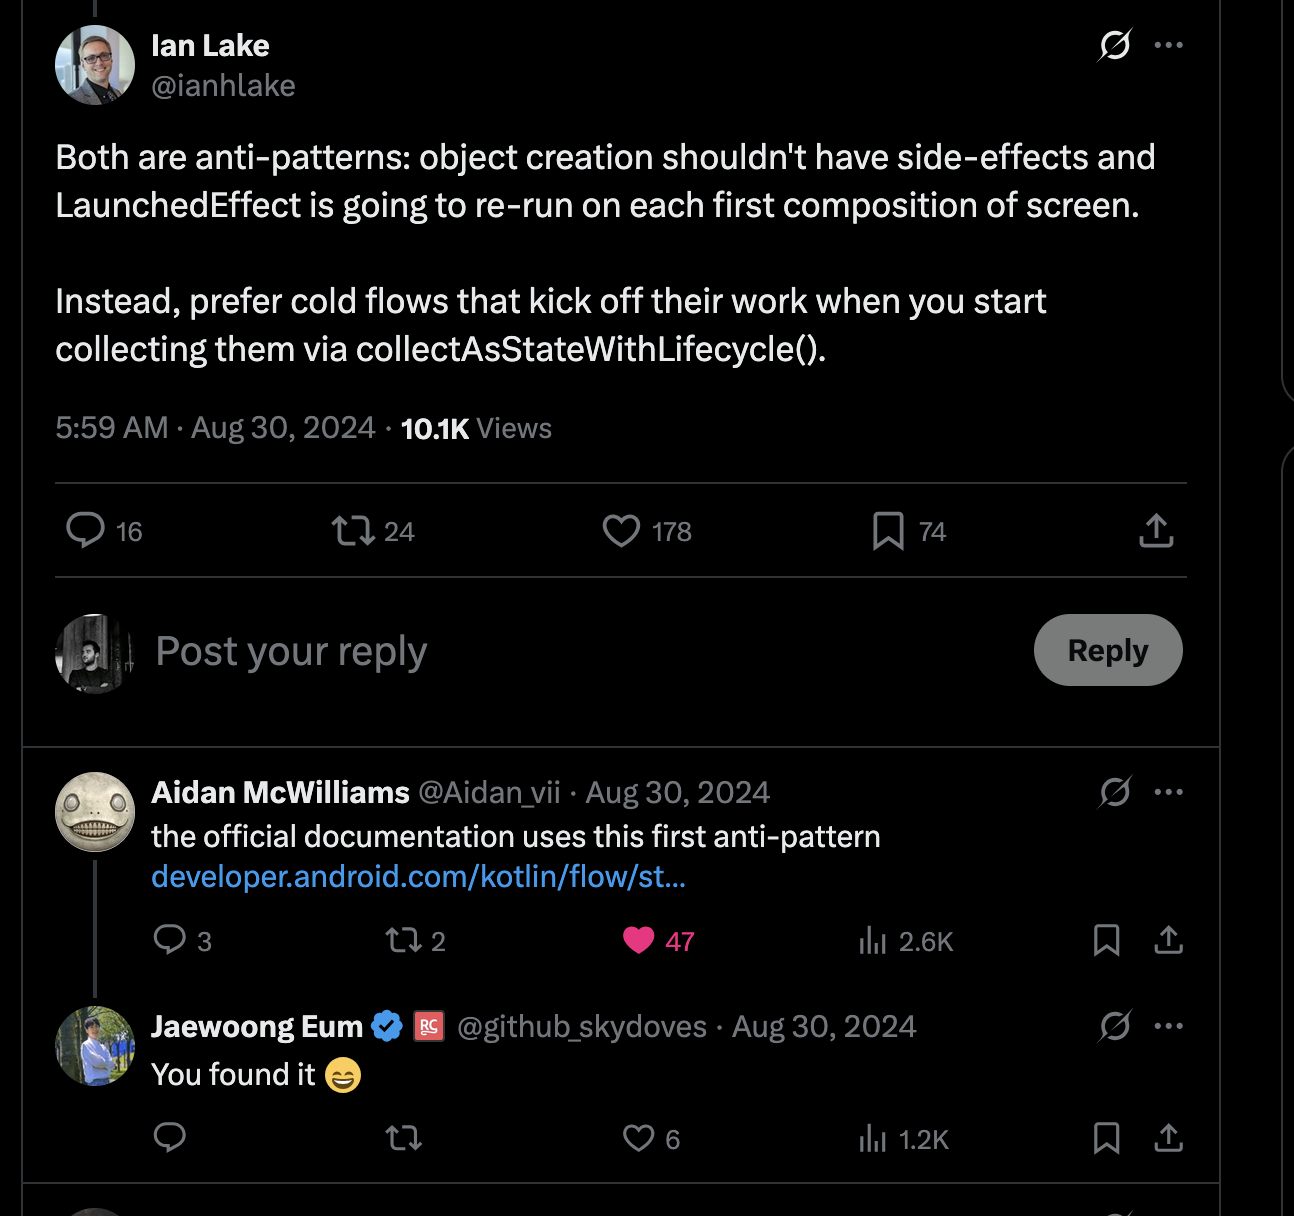 Ian Lake
@ianhlake
Both are anti-patterns: object creation shouldn't have side-effects and
LaunchedEffect is going to re-run on each first composition of screen.
Instead, prefer cold flows that kick off their work when you start
collecting them via collectAsStateWithLifecycle().
5:59 AM · Aug 30, 2024 · 10.1K Views
16 24 178 74
Post your reply Reply
Aidan McWilliams @Aidan_vii · Aug 30, 2024
the official documentation uses this first anti-pattern
developer.android.com/kotlin/flow/st...
3 2 47 2.6K
Jaewoong Eum RC @github_skydoves · Aug 30, 2024
You found it 😄
6 1.2K